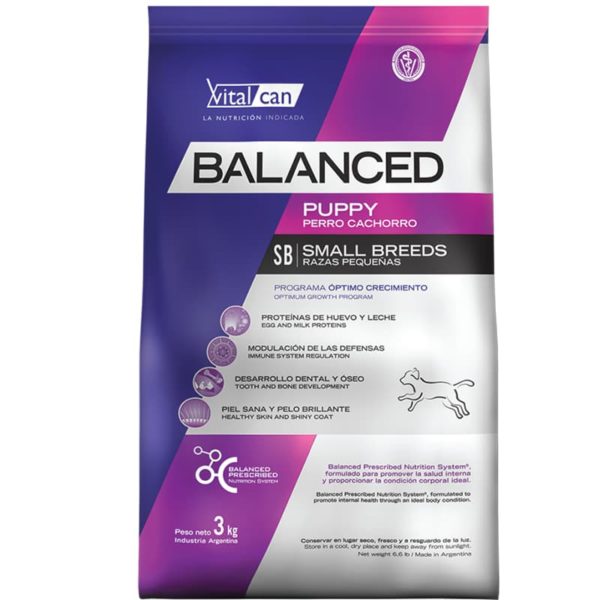 Vital can
LA NUTRICIÓN INDICADA
BALANCED
PUPPY
PERRO CACHORRO
SB SMALL BREEDS
RAZAS PEQUEÑAS
PROGRAMA ÓPTIMO CRECIMIENTO
OPTIMUM GROWTH PROGRAM
PROTEÍNAS DE HUEVO Y LECHE
EGG AND MILK PROTEINS
MODULACIÓN DE LAS DEFENSAS
IMMUNE SYSTEM REGULATION
DESARROLLO DENTAL Y ÓSEO
TOOTH AND BONE DEVELOPMENT
PIEL SANA Y PELO BRILLANTE
HEALTHY SKIN AND SHINY COAT
BALANCED
PRESCRIBED
NUTRITION SYSTEM
Balanced Prescribed Nutrition System®,
formulado para promover la salud interna
y proporcionar la condición corporal ideal.
Balanced Prescribed Nutrition System®, formulated to
promote internal health through an ideal body condition.
Peso neto 3 kg
Industria Argentina
Conservar en lugar seco, fresco y a resguardo de la luz.
Store in a cool, dry place and keep away from sunlight.
Net weight 6,6 lb / Made in Argentina